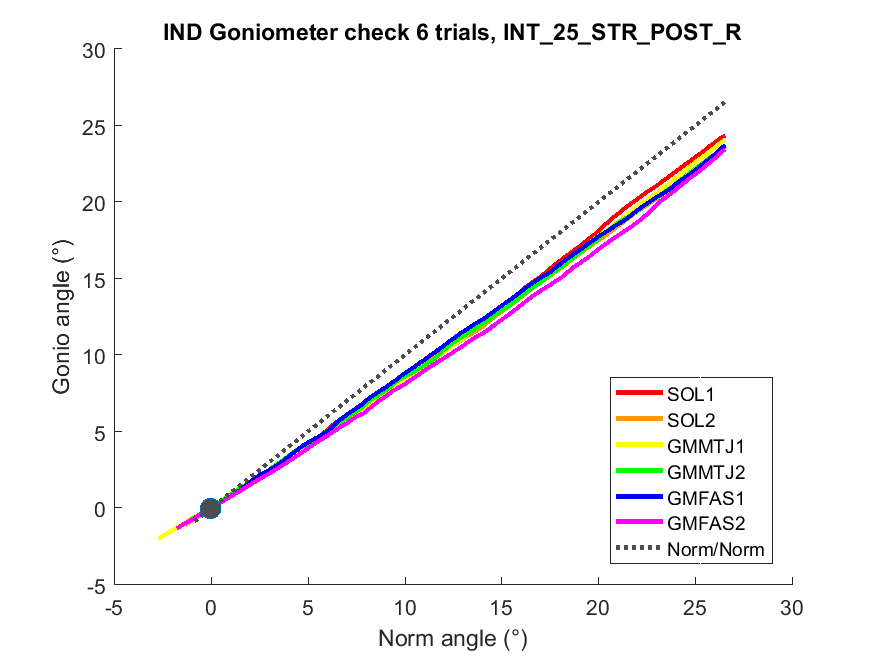 IND Goniometer check 6 trials, INT_25_STR_POST_R
30
25
20
15
10
5
0
-5
Gonio angle (°)
-5
0
5
10
15
20
25
30
Norm angle (°)
SOL1
SOL2
GMMTJ1
GMMTJ2
GMFAS1
GMFAS2
Norm/Norm